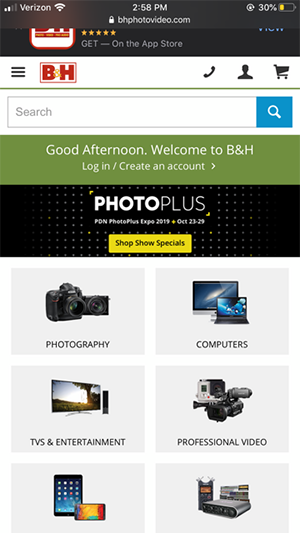 Verizon 2:58 PM 30%
bhphotovideo.com
B&H
GET — On the App Store
View
B&H
Search
Good Afternoon. Welcome to B&H
Log in / Create an account >
PHOTOPLUS
PDN PhotoPlus Expo 2019 + Oct 23-29
Shop Show Specials
PHOTOGRAPHY
COMPUTERS
TVS & ENTERTAINMENT
PROFESSIONAL VIDEO